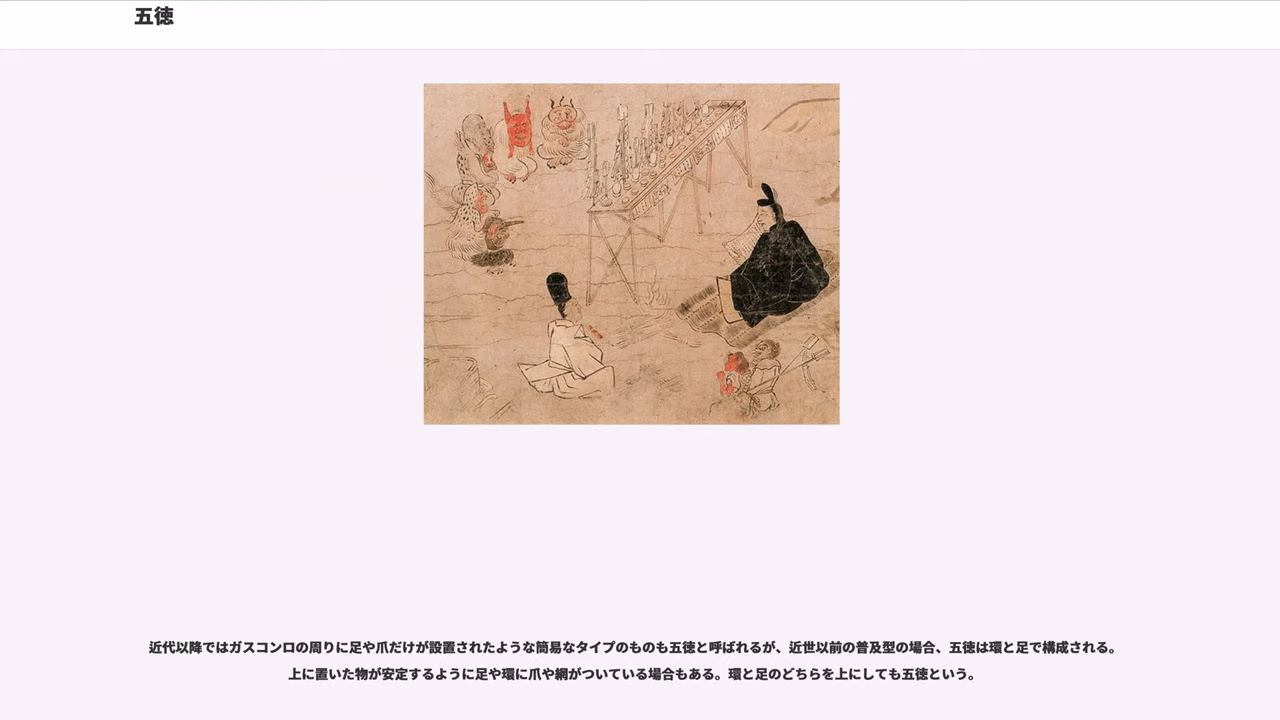 五徳
近代以降ではガスコンロの周りに足や爪だけが設置されたような簡易なタイプのものも五徳と呼ばれるが、近世以前の普及型の場合、五徳は環と足で構成される。
上に置いた物が安定するように足や環に爪や網がついている場合もある。環と足のどちらを上にしても五徳という。